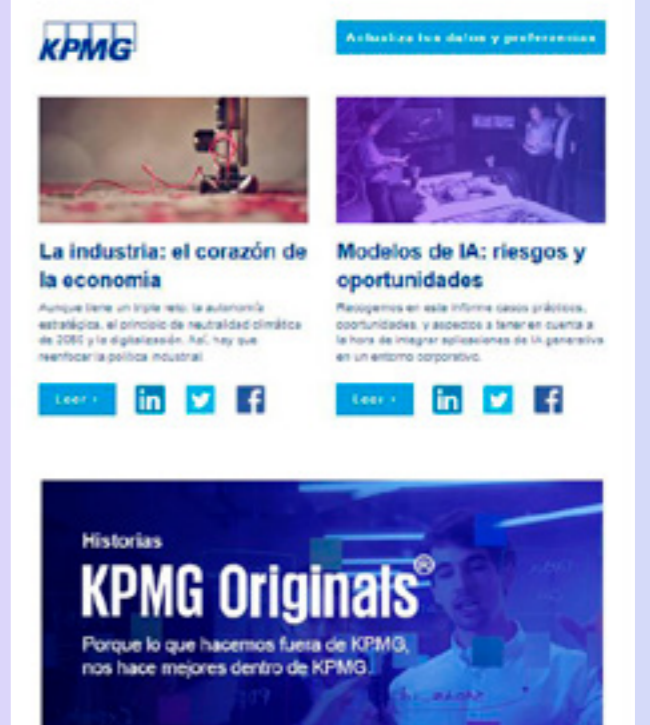 KPMG
Actualiza tus datos y preferencias
La industria: el corazón de
la economía
Aunque tiene un triple reto: la autonomía
estratégica, el principio de neutralidad climática
de 2050 y la digitalización. Así, hay que
reenfocar la política industrial.
Leer ›
in
f
Modelos de IA: riesgos y
oportunidades
Recogemos en este informe casos prácticos,
oportunidades, y aspectos a tener en cuenta a
la hora de integrar aplicaciones de IA generativa
en un entorno corporativo.
Leer ›
in
f
Historias
KPMG Originals®
Porque lo que hacemos fuera de KPMG,
nos hace mejores dentro de KPMG.